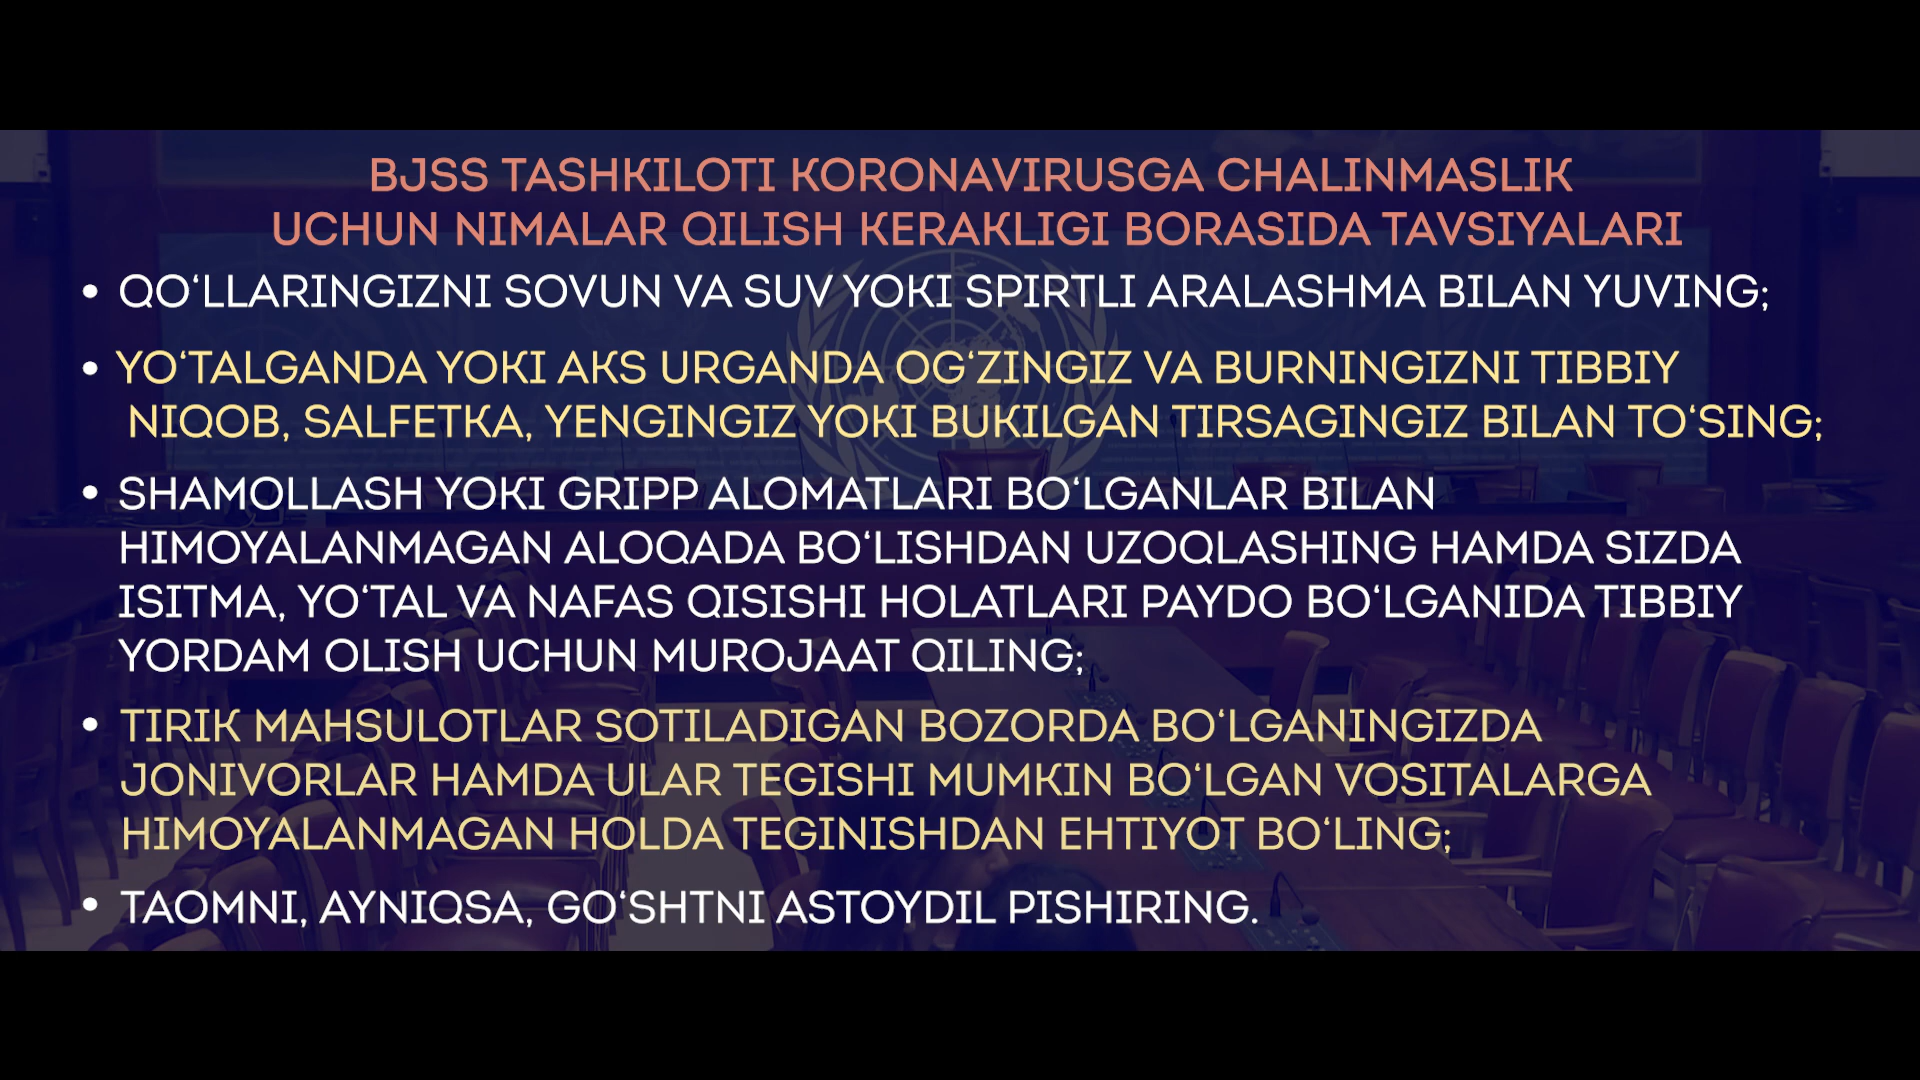 BJSS TASHKILOTI KORONAVIRUSGA CHALINMASLIK
UCHUN NIMALAR QILISH KERAKLIGI BORASIDA TAVSIYALARI
• QO‘LLARINGIZNI SOVUN VA SUV YOKI SPIRTLI ARALASHMA BILAN YUVING;
• YO‘TALGANDA YOKI AKS URGANDA OG‘ZINGIZ VA BURNINGIZNI TIBBIY
NIQOB, SALFETKA, YENGINGIZ YOKI BUKILGAN TIRSAGINGIZ BILAN TO‘SING;
• SHAMOLLASH YOKI GRIPP ALOMATLARI BO‘LGANLAR BILAN
HIMOYALANMAGAN ALOQADA BO‘LISHDAN UZOQLASHING HAMDA SIZDA
ISITMA, YO‘TAL VA NAFAS QISISHI HOLATLARI PAYDO BO‘LGANIDA TIBBIY
YORDAM OLISH UCHUN MUROJAAT QILING;
• TIRIK MAHSULOTLAR SOTILADIGAN BOZORDA BO‘LGANINGIZDA
JONIVORLAR HAMDA ULAR TEGISHI MUMKIN BO‘LGAN VOSITALARGA
HIMOYALANMAGAN HOLDA TEGINISHDAN EHTIYOT BO‘LING;
• TAOMNI, AYNIQSA, GO‘SHTNI ASTOYDIL PISHIRING.